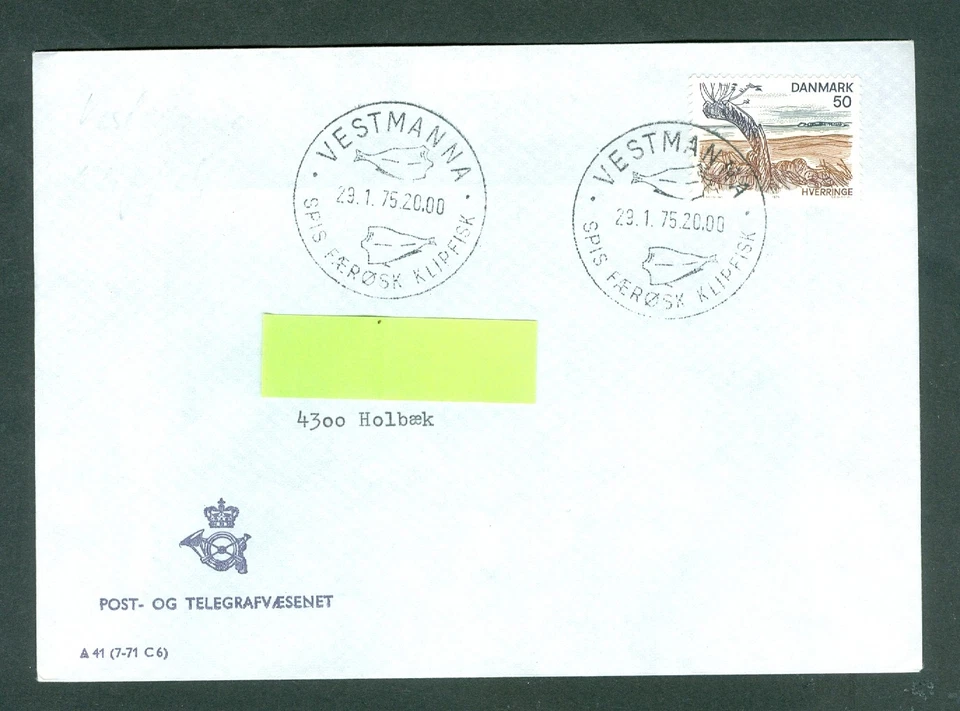 DANMARK
50
HVERRINGE
VESTMANNA
29.1.75.20.00
SPIS FÆRØSK KLIPFISK
VESTMANNA
29.1.75.20.00
SPIS FÆRØSK KLIPFISK
4300 Holbæk
POST- OG TELEGRAFVÆSENET
A 41 (7-71 C6)